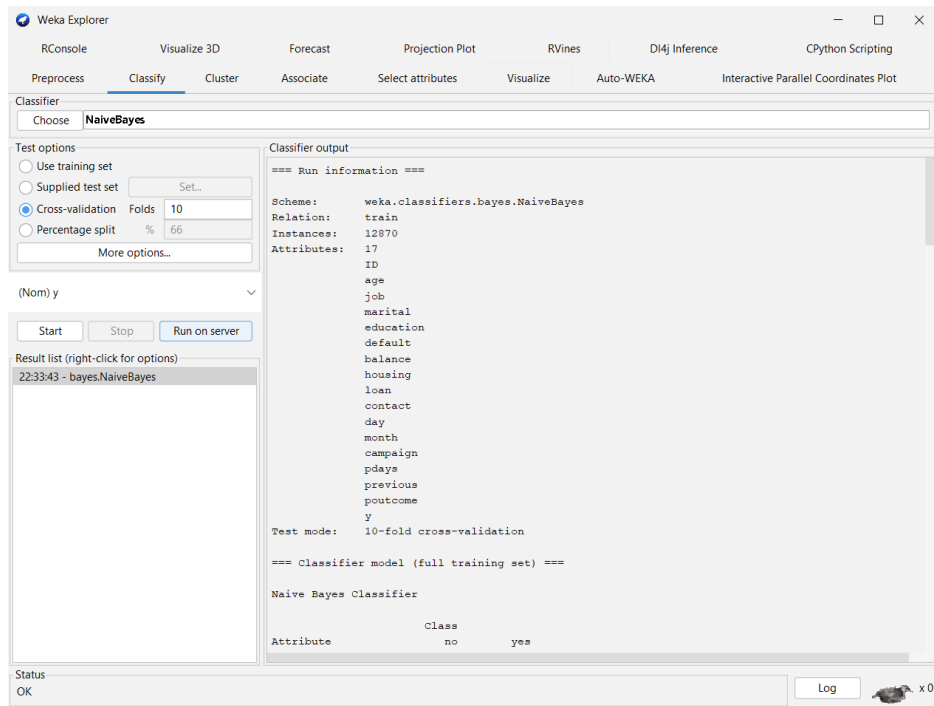 Weka Explorer
RConsole Visualize 3D Forecast Projection Plot RVines Dl4j Inference CPython Scripting
Preprocess Classify Cluster Associate Select attributes Visualize Auto-WEKA Interactive Parallel Coordinates Plot
Classifier
Choose NaiveBayes
Test options
Use training set
Supplied test set Set...
Cross-validation Folds 10
Percentage split % 66
More options...
(Nom) y
Start Stop Run on server
Result list (right-click for options)
22:33:43 - bayes.NaiveBayes
Classifier output
=== Run information ===
Scheme: weka.classifiers.bayes.NaiveBayes
Relation: train
Instances: 12870
Attributes: 17
ID
age
job
marital
education
default
balance
housing
loan
contact
day
month
campaign
pdays
previous
poutcome
y
Test mode: 10-fold cross-validation
=== Classifier model (full training set) ===
Naive Bayes Classifier
Class
Attribute no yes
Status
OK
Log x 0